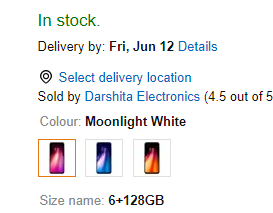 In stock.
Delivery by: Fri, Jun 12 Details
Select delivery location
Sold by Darshita Electronics (4.5 out of 5
Colour: Moonlight White
Size name: 6+128GB